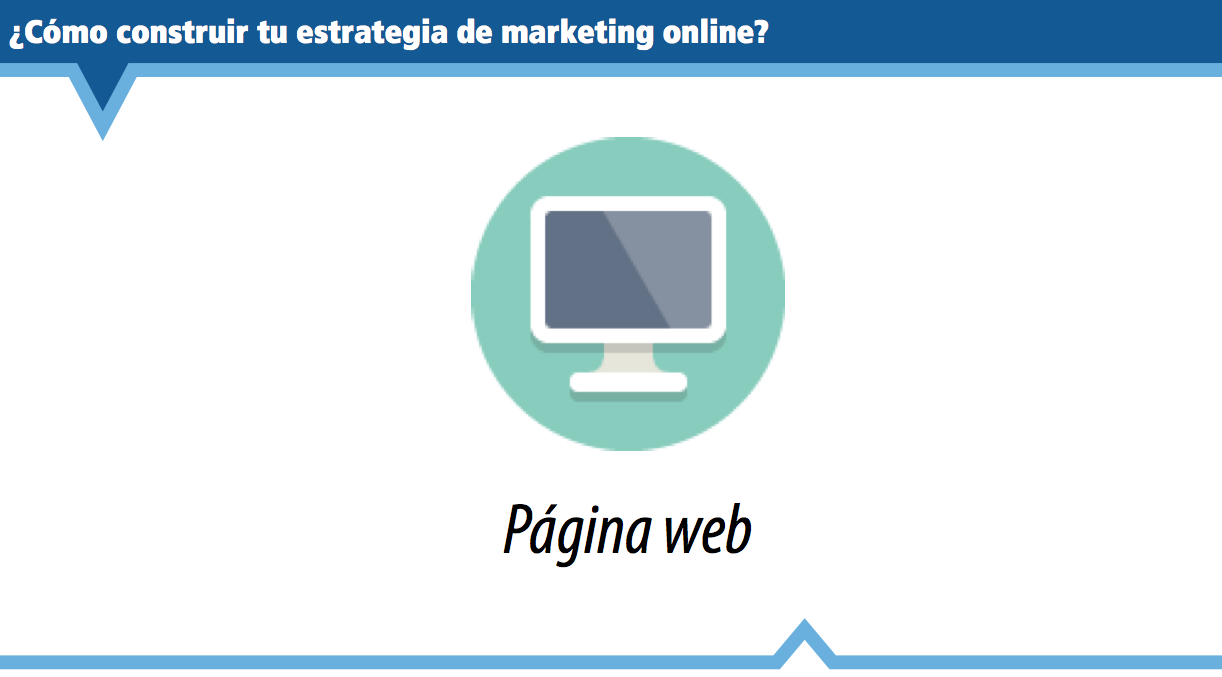 ¿Cómo construir tu estrategia de marketing online?
Página web